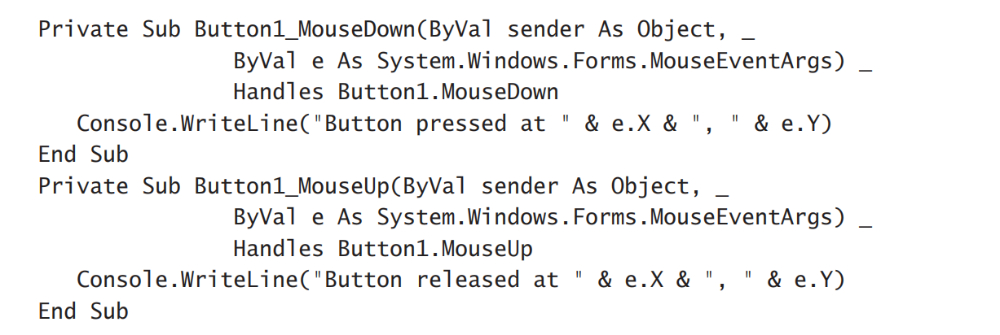 Private Sub Button1_MouseDown(ByVal sender As Object, _
ByVal e As System.Windows.Forms.MouseEventArgs) _
Handles Button1.MouseDown
Console.WriteLine("Button pressed at " & e.X & ", " & e.Y)
End Sub
Private Sub Button1_MouseUp(ByVal sender As Object, _
ByVal e As System.Windows.Forms.MouseEventArgs) _
Handles Button1.MouseUp
Console.WriteLine("Button released at " & e.X & ", " & e.Y)
End Sub